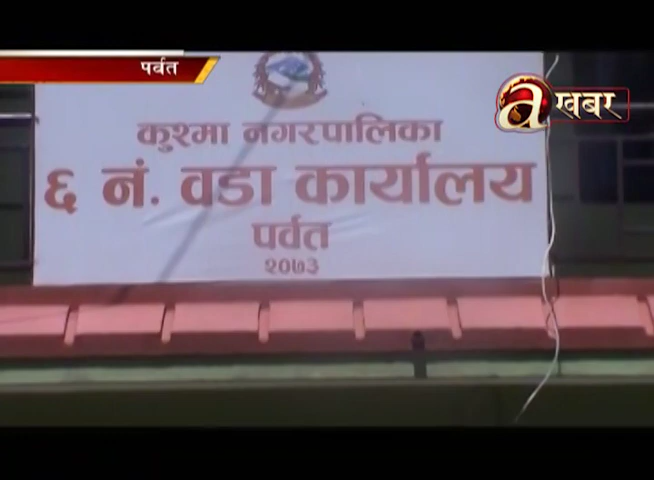 पर्वत
a खबर
कुश्मा नगरपालिका
६ नं. वडा कार्यालय
पर्वत
२०७३